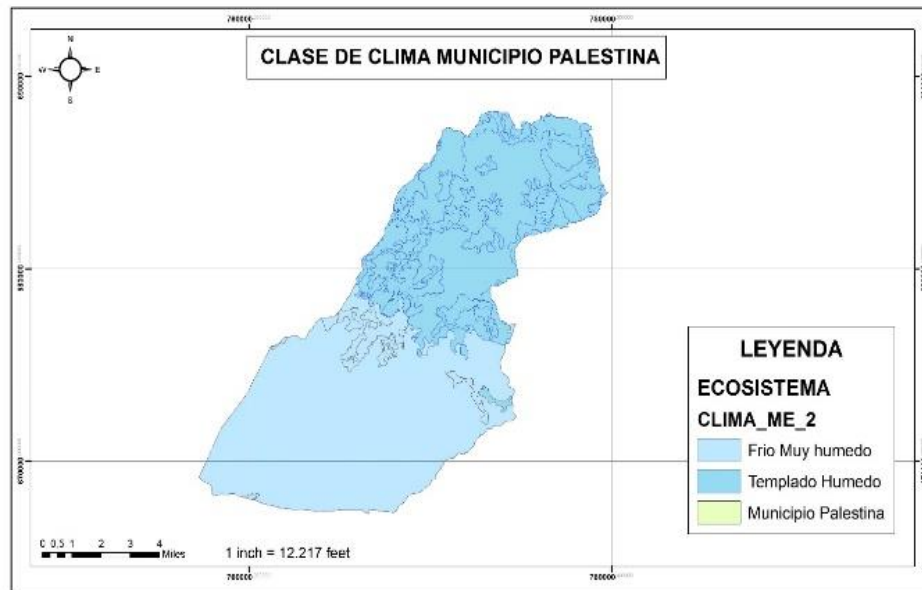 CLASE DE CLIMA MUNICIPIO PALESTINA
N
W E
S
LEYENDA
ECOSISTEMA
CLIMA_ME_2
Frio Muy humedo
Templado Humedo
Municipio Palestina
0 0.5 1 2 3 4
Miles
1 inch = 12.217 feet